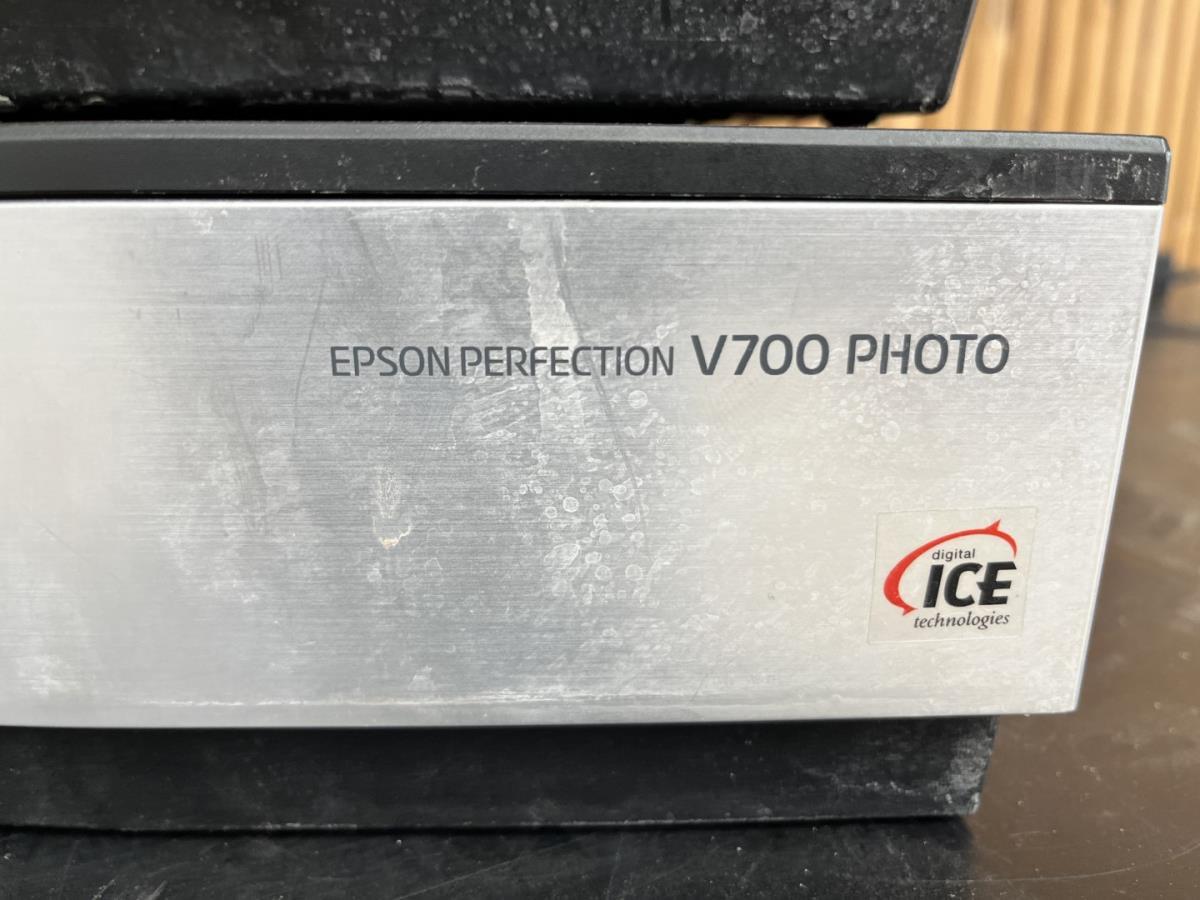 EPSON PERFECTION V700 PHOTO
digital
ICE
technologies